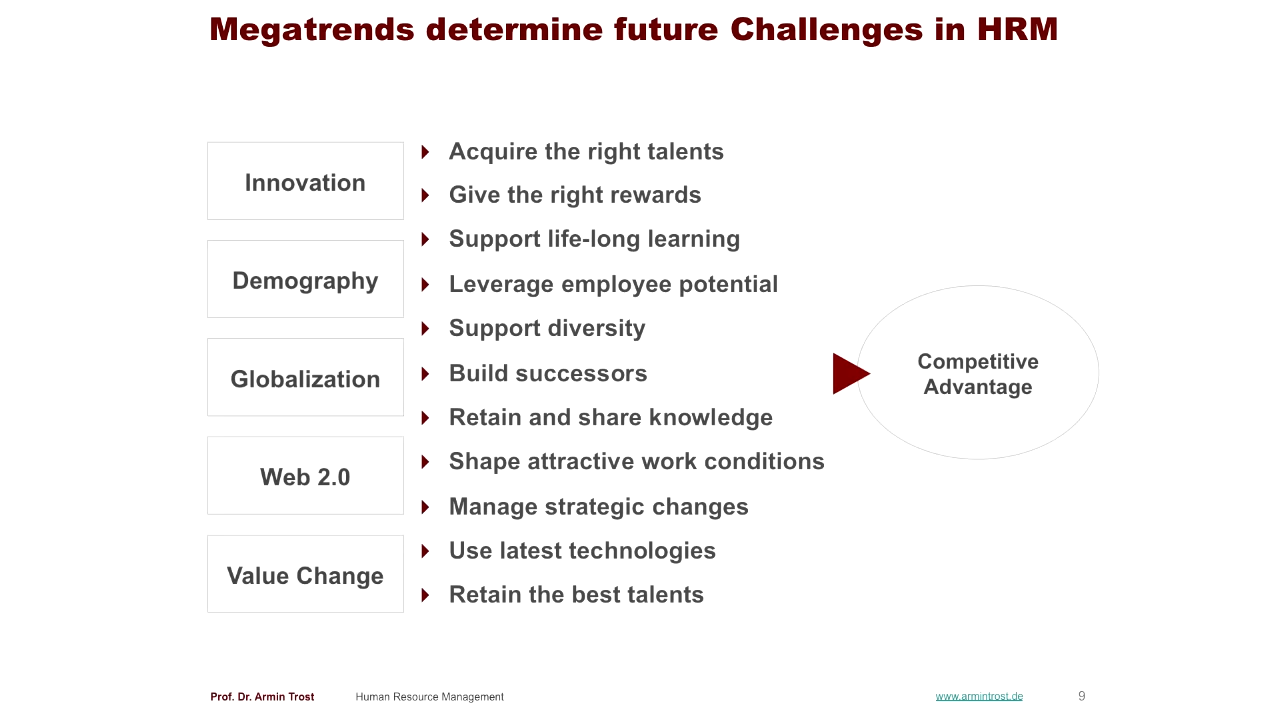 Megatrends determine future Challenges in HRM
Innovation
Demography
Globalization
Web 2.0
Value Change
Acquire the right talents
Give the right rewards
Support life-long learning
Leverage employee potential
Support diversity
Build successors
Retain and share knowledge
Shape attractive work conditions
Manage strategic changes
Use latest technologies
Retain the best talents
Competitive
Advantage
Prof. Dr. Armin Trost
Human Resource Management
www.armintrost.de
9